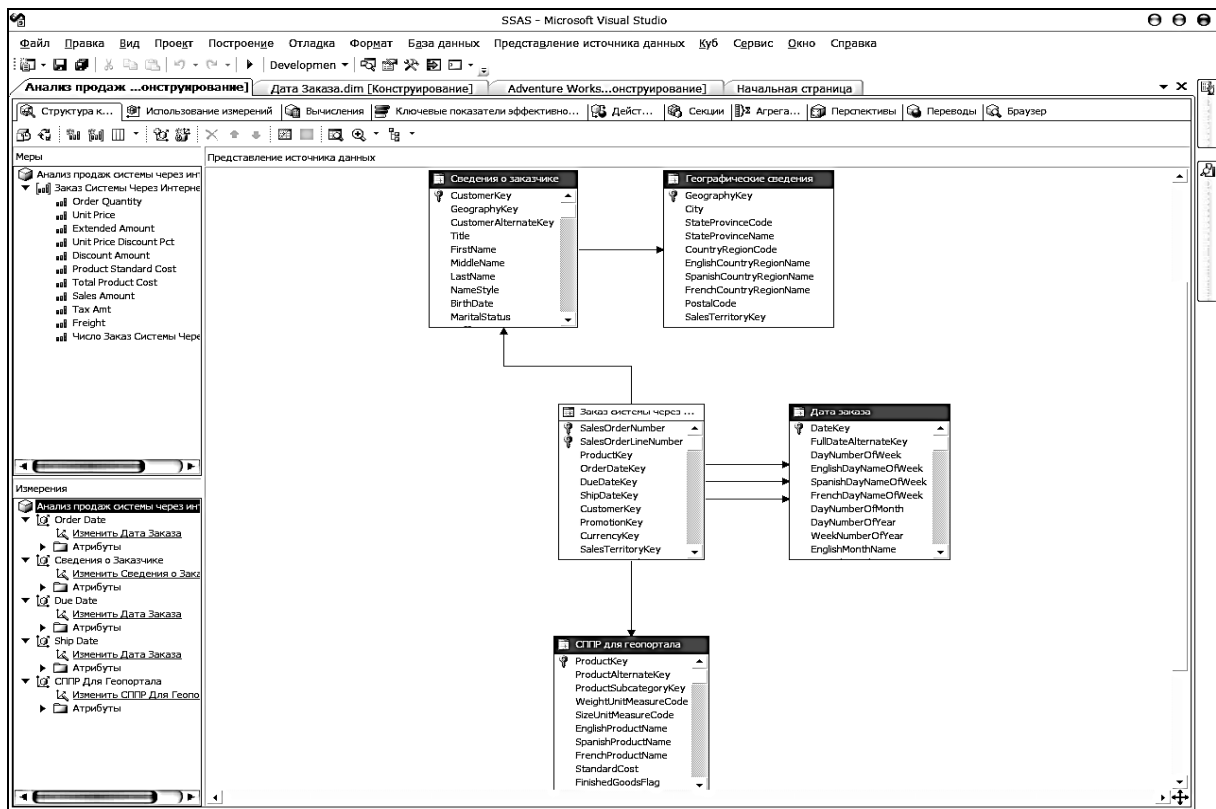 SSAS - Microsoft Visual Studio
Файл Правка Вид Проект Построение Отладка Формат База данных Представление источника данных Куб Сервис Окно Справка
Developmen
Анализ продаж ...онструирование] Дата Заказа.dim [Конструирование] Adventure Works...онструирование] Начальная страница
Структура к... Использование измерений Вычисления Ключевые показатели эффективно... Дейст... Секции Агрега... Перспективы Переводы Браузер
Меры
Анализ продаж системы через инт
Заказ Системы Через Интерне
Order Quantity
Unit Price
Extended Amount
Unit Price Discount Pct
Discount Amount
Product Standard Cost
Total Product Cost
Sales Amount
Tax Amt
Freight
Число Заказ Системы Чере
Измерения
Анализ продаж системы через инт
Order Date
Изменить Дата Заказа
Атрибуты
Сведения о Заказчике
Изменить Сведения о Зака
Атрибуты
Due Date
Изменить Дата Заказа
Атрибуты
Ship Date
Изменить Дата Заказа
Атрибуты
СППР Для Геопортала
Изменить СППР Для Геопо
Атрибуты
Представление источника данных
Сведения о заказчике
CustomerKey
GeographyKey
CustomerAlternateKey
Title
FirstName
MiddleName
LastName
NameStyle
BirthDate
MaritalStatus
Географические сведения
GeographyKey
City
StateProvinceCode
StateProvinceName
CountryRegionCode
EnglishCountryRegionName
SpanishCountryRegionName
FrenchCountryRegionName
PostalCode
SalesTerritoryKey
Заказ системы через ...
SalesOrderNumber
SalesOrderLineNumber
ProductKey
OrderDateKey
DueDateKey
ShipDateKey
CustomerKey
PromotionKey
CurrencyKey
SalesTerritoryKey
Дата заказа
DateKey
FullDateAlternateKey
DayNumberOfWeek
EnglishDayNameOfWeek
SpanishDayNameOfWeek
FrenchDayNameOfWeek
DayNumberOfMonth
DayNumberOfYear
WeekNumberOfYear
EnglishMonthName
СППР для геопортала
ProductKey
ProductAlternateKey
ProductSubcategoryKey
WeightUnitMeasureCode
SizeUnitMeasureCode
EnglishProductName
SpanishProductName
FrenchProductName
StandardCost
FinishedGoodsFlag